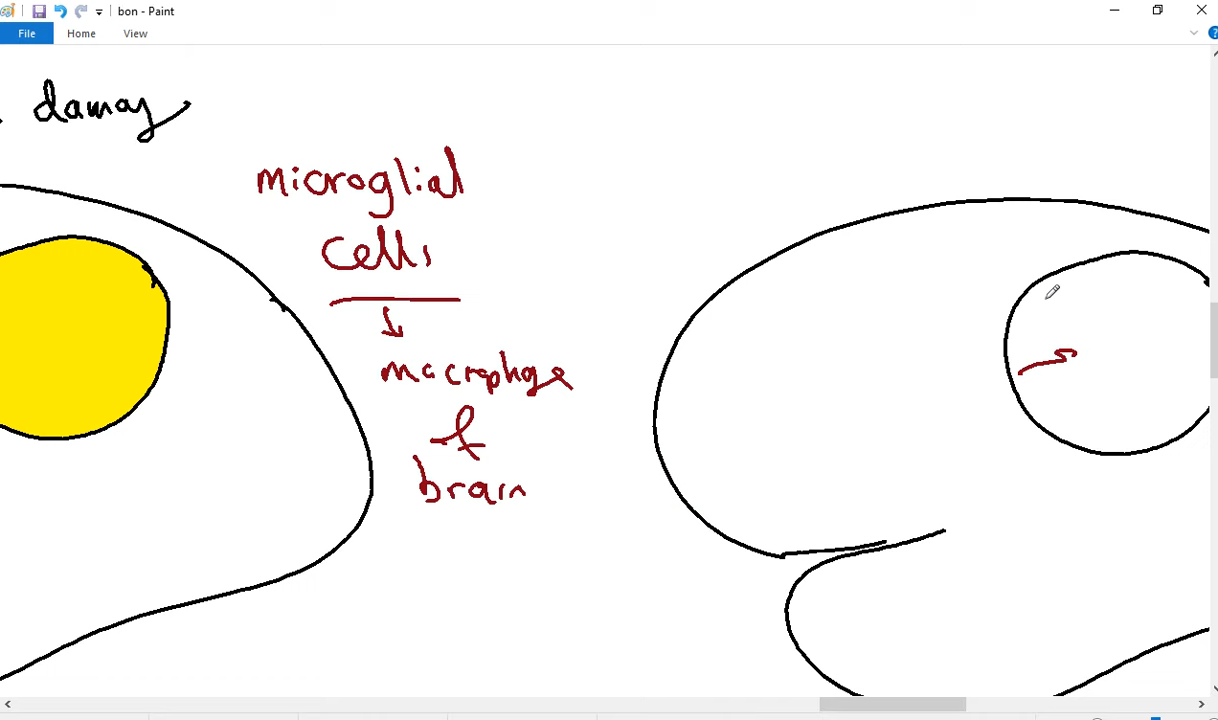 bon - Paint
File Home View
damag
microglial
cells
macrophage
of
brain